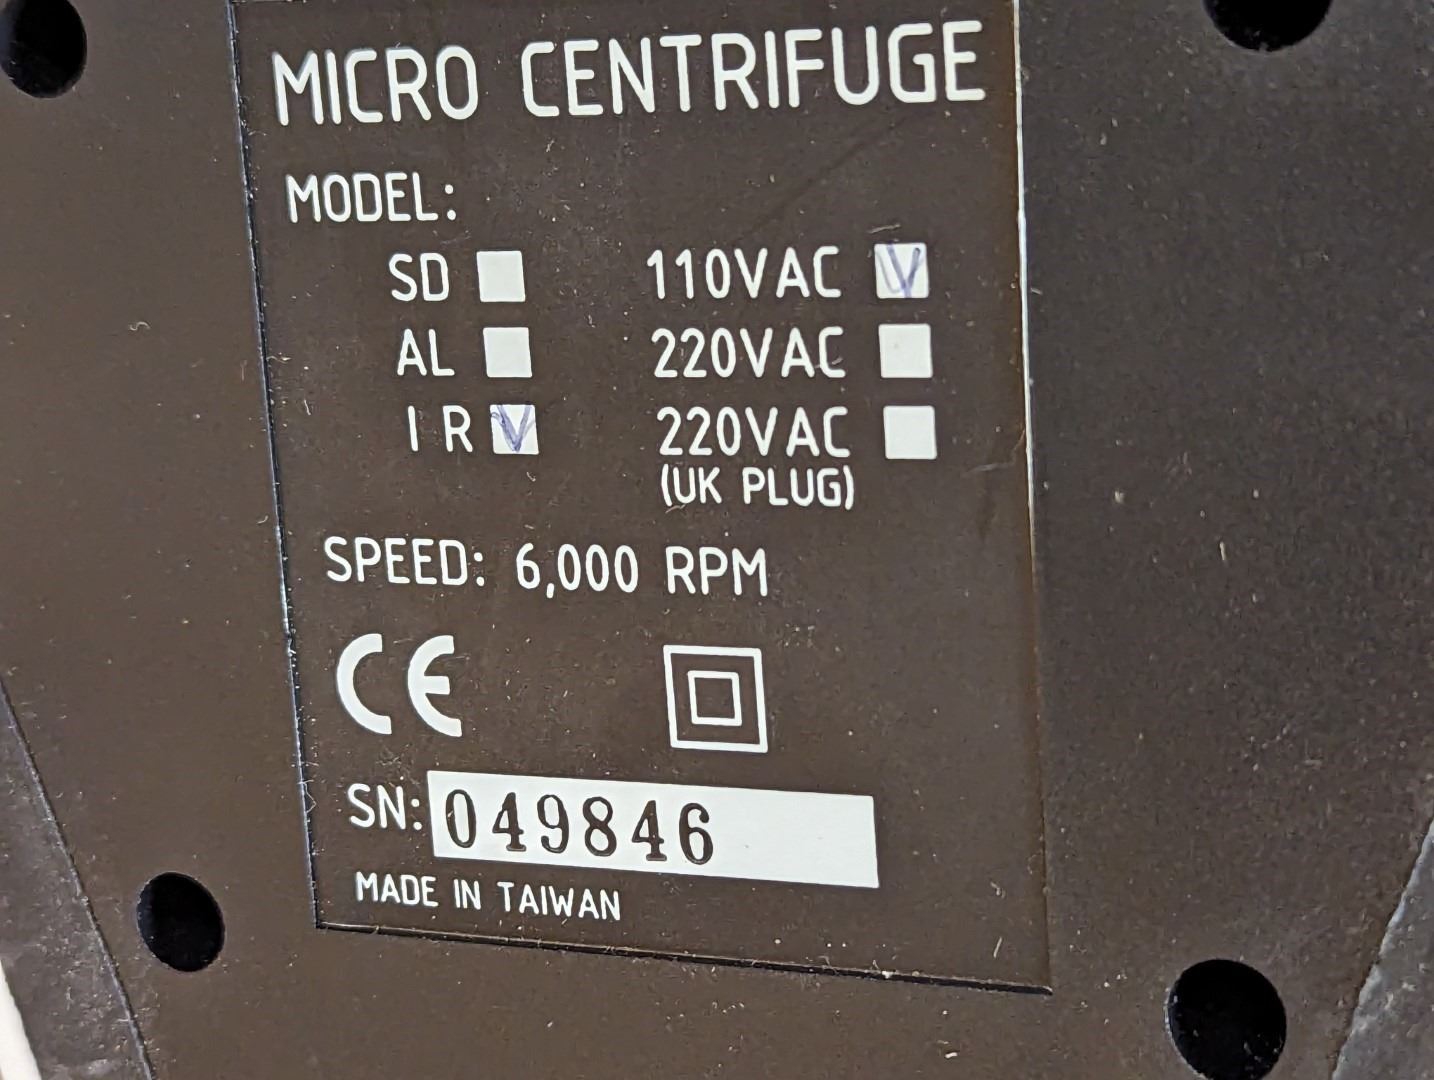 MICRO CENTRIFUGE
MODEL:
SD 110VAC V
AL 220VAC
IR V 220VAC
(UK PLUG)
SPEED: 6,000 RPM
CE
SN: 049846
MADE IN TAIWAN